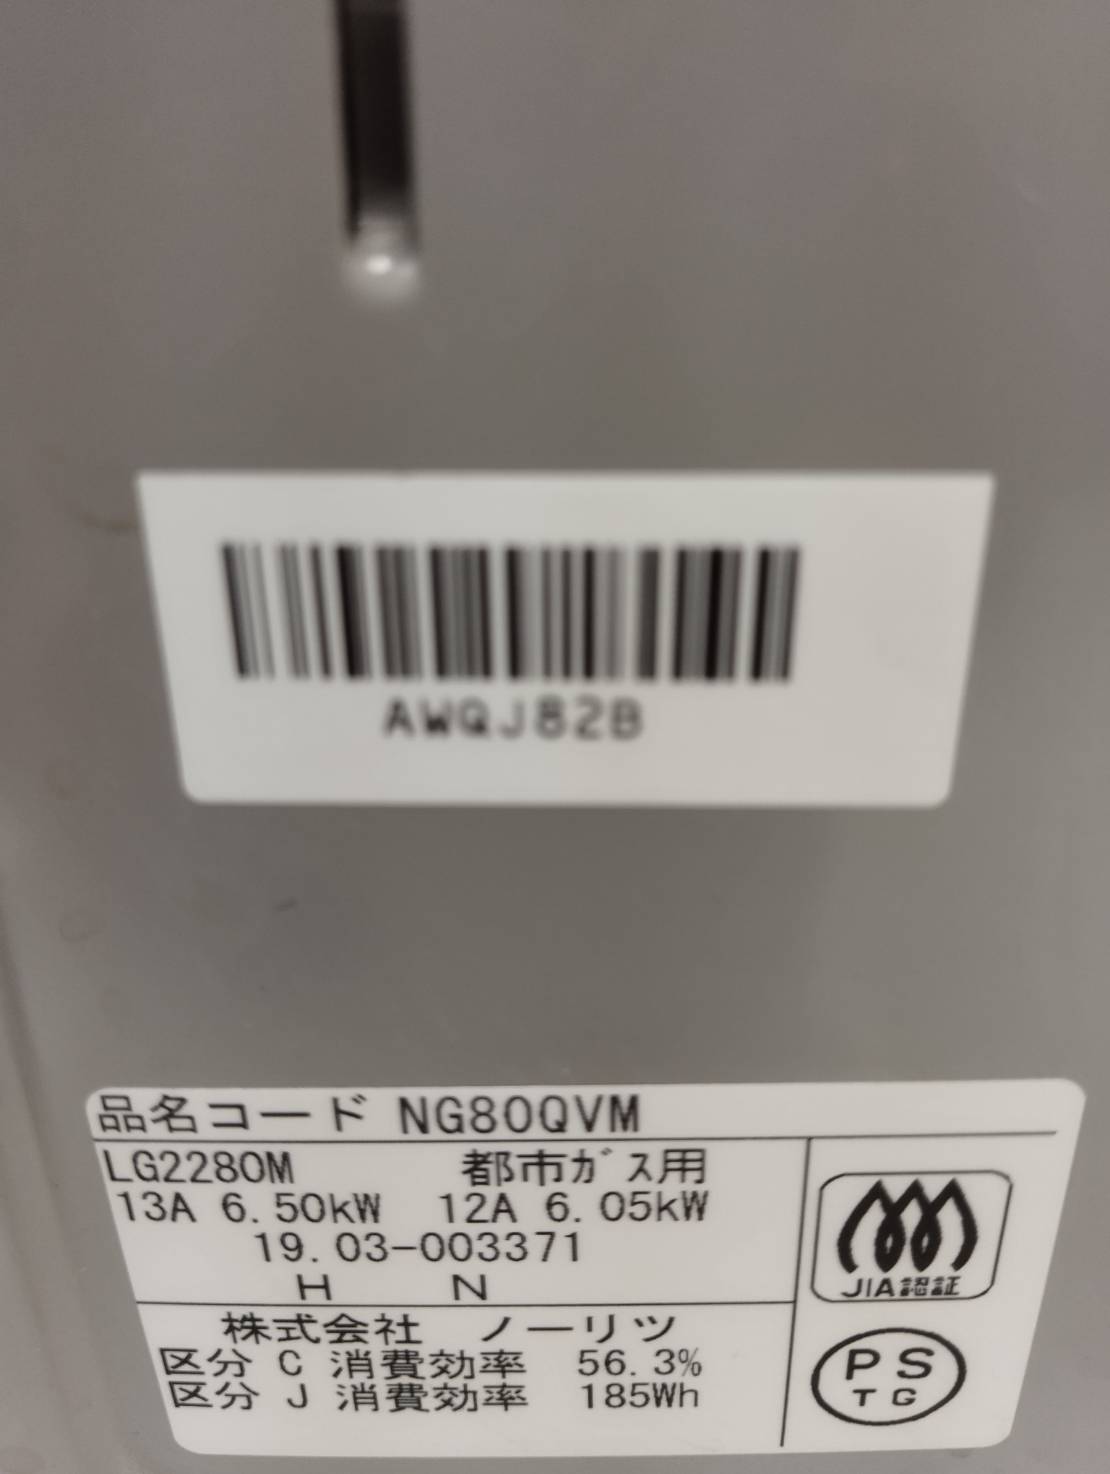 AWQJ82B
品名コード NG80QVM
LG2280M 都市ガス用
13A 6.50kW 12A 6.05kW
19.03-003371
H N
株式会社 ノーリツ
区分 C 消費効率 56.3%
区分 J 消費効率 185Wh
JIA認証
PS
TG